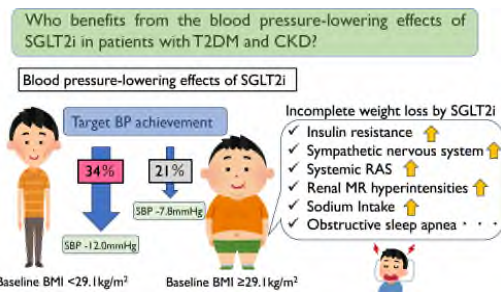 Who benefits from the blood pressure-lowering effects of
SGLT2i in patients with T2DM and CKD?
Blood pressure-lowering effects of SGLT2i
Target BP achievement
34%
21%
SBP -12.0mmHg
SBP -7.8mmHg
Baseline BMI <29.1kg/m²
Baseline BMI ≥29.1kg/m²
Incomplete weight loss by SGLT2i
✓ Insulin resistance
✓ Sympathetic nervous system
✓ Systemic RAS
✓ Renal MR hyperintensities
✓ Sodium Intake
✓ Obstructive sleep apnea・・・